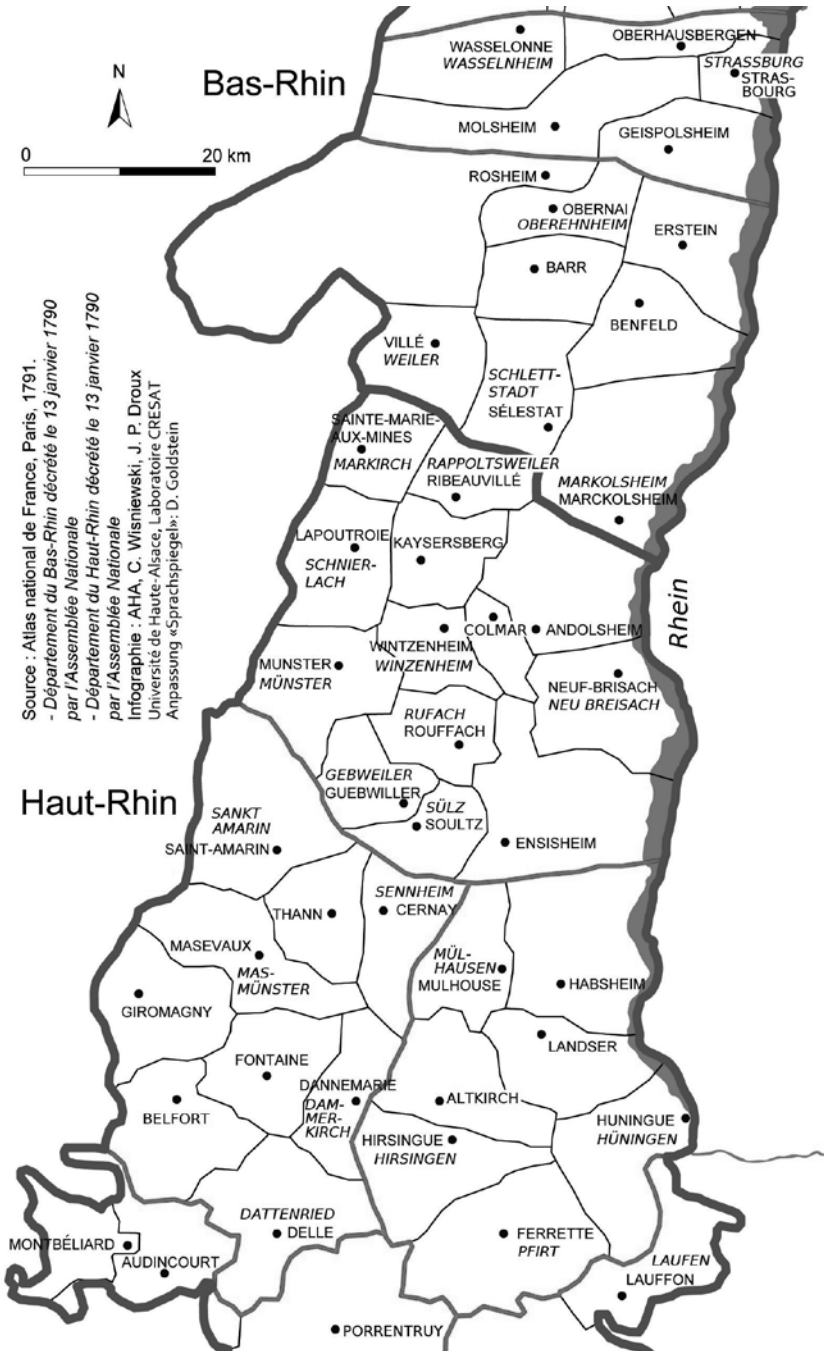 WASSELONNE
WASSELNHEIM
OBERHAUSBERGEN
STRASSBURG
STRAS-
BOURG
Bas-Rhin
N
MOLSHEIM
GEISPOLSHEIM
0 20 km
ROSHEIM
OBERNAI
OBEREHNHEIM
ERSTEIN
BARR
BENFELD
VILLÉ
WEILER
SCHLETT-
STADT
SÉLESTAT
SAINTE-MARIE-
AUX-MINES
MARKIRCH
RAPPOLTSWEILER
RIBEAUVILLÉ
MARKOLSHEIM
MARCKOLSHEIM
LAPOUTROIE
SCHNIER-
LACH
KAYSERSBERG
Rhein
COLMAR
ANDOLSHEIM
WINTZENHEIM
WINZENHEIM
MUNSTER
MÜNSTER
NEUF-BRISACH
NEU BREISACH
RUFACH
ROUFFACH
GEBWEILER
GUEBWILLER
SÜLZ
SOULTZ
ENSISHEIM
Source : Atlas national de France, Paris, 1791.
- Département du Bas-Rhin décrété le 13 janvier 1790
par l'Assemblée Nationale
- Département du Haut-Rhin décrété le 13 janvier 1790
par l'Assemblée Nationale
Infographie : AHA, C. Wisniewski, J. P. Droux
Université de Haute-Alsace, Laboratoire CRESAT
Anpassung «Sprachspiegel»: D. Goldstein
Haut-Rhin
SANKT
AMARIN
SAINT-AMARIN
SENNHEIM
CERNAY
THANN
MASEVAUX
MAS-
MÜNSTER
MÜL-
HAUSEN
MULHOUSE
HABSHEIM
GIROMAGNY
LANDSER
FONTAINE
DANNEMARIE
DAM-
MER-
KIRCH
BELFORT
ALTKIRCH
HUNINGUE
HÜNINGEN
HIRSINGUE
HIRSINGEN
DATTENRIED
DELLE
FERRETTE
PFIRT
MONTBÉLIARD
AUDINCOURT
LAUFEN
LAUFFON
PORRENTRUY